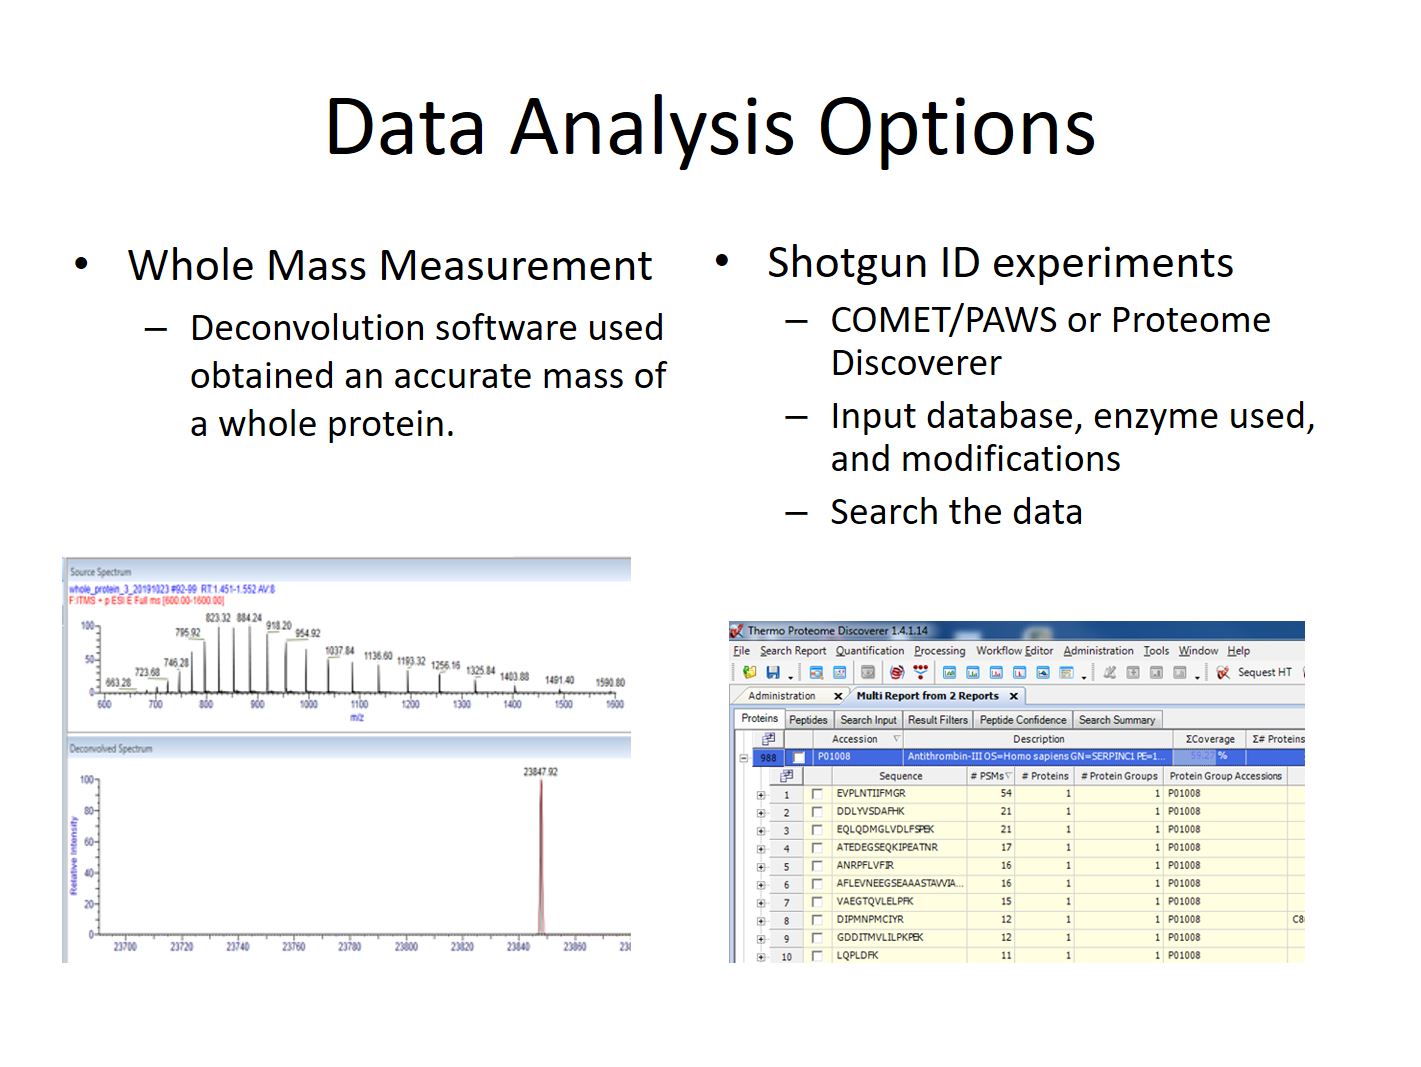 Data Analysis Options
• Whole Mass Measurement
– Deconvolution software used
obtained an accurate mass of
a whole protein.
• Shotgun ID experiments
– COMET/PAWS or Proteome
Discoverer
– Input database, enzyme used,
and modifications
– Search the data
Source Spectrum
whole_protein_3_20191023 #92-99 RT:1.451-1.552 AV:8
F:ITMS + p ESI E Full ms [600.00-1600.00]
100
50
0
663.28 723.68 746.28 795.92 823.32 884.24 918.20 954.92 1037.84 1136.60 1193.32 1256.16 1325.84 1403.88 1491.40 1590.80
600 700 800 900 1000 1100 1200 1300 1400 1500 1600
m/z
Deconvolved Spectrum
23847.92
Relative Intensity
100
80
60
40
20
0
23700 23720 23740 23760 23780 23800 23820 23840 23860 238
Thermo Proteome Discoverer 1.4.1.14
File Search Report Quantification Processing Workflow Editor Administration Tools Window Help
Sequest HT
Administration x Multi Report from 2 Reports x
Proteins Peptides Search Input Result Filters Peptide Confidence Search Summary
Accession Description ΣCoverage Σ# Proteins
988 P01008 Antithrombin-III OS=Homo sapiens GN=SERPINC1 PE=1... %
Sequence # PSMs # Proteins # Protein Groups Protein Group Accessions
1 EVPLNTIIFMGR 54 1 1 P01008
2 DDLYVSDAFHK 21 1 1 P01008
3 EQLQDMGLVDLFSPEK 21 1 1 P01008
4 ATEDEGSEQKIPEATNR 17 1 1 P01008
5 ANRPFLVFIR 16 1 1 P01008
6 AFLEVNEEGSEAAASTAVVIA... 16 1 1 P01008
7 VAEGTQVLELPFK 15 1 1 P01008
8 DIPMNPMCIYR 12 1 1 P01008 C8(
9 GDDITMVLILPKPEK 12 1 1 P01008
10 LQPLDFK 11 1 1 P01008